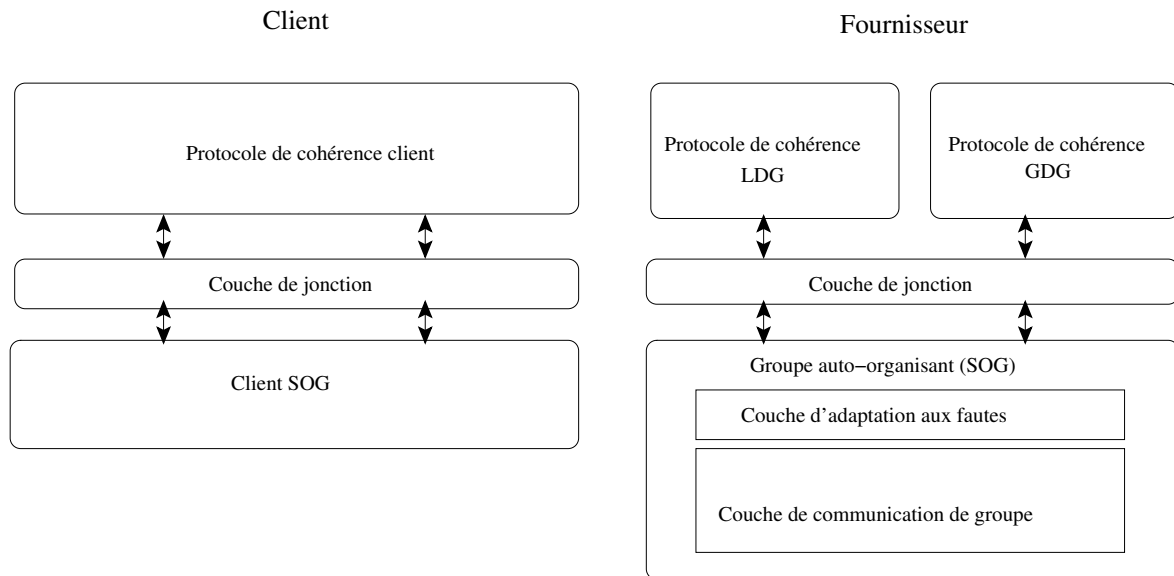 Client
Fournisseur
Protocole de cohérence client
Protocole de cohérence
LDG
Protocole de cohérence
GDG
Couche de jonction
Couche de jonction
Client SOG
Groupe auto−organisant (SOG)
Couche d'adaptation aux fautes
Couche de communication de groupe